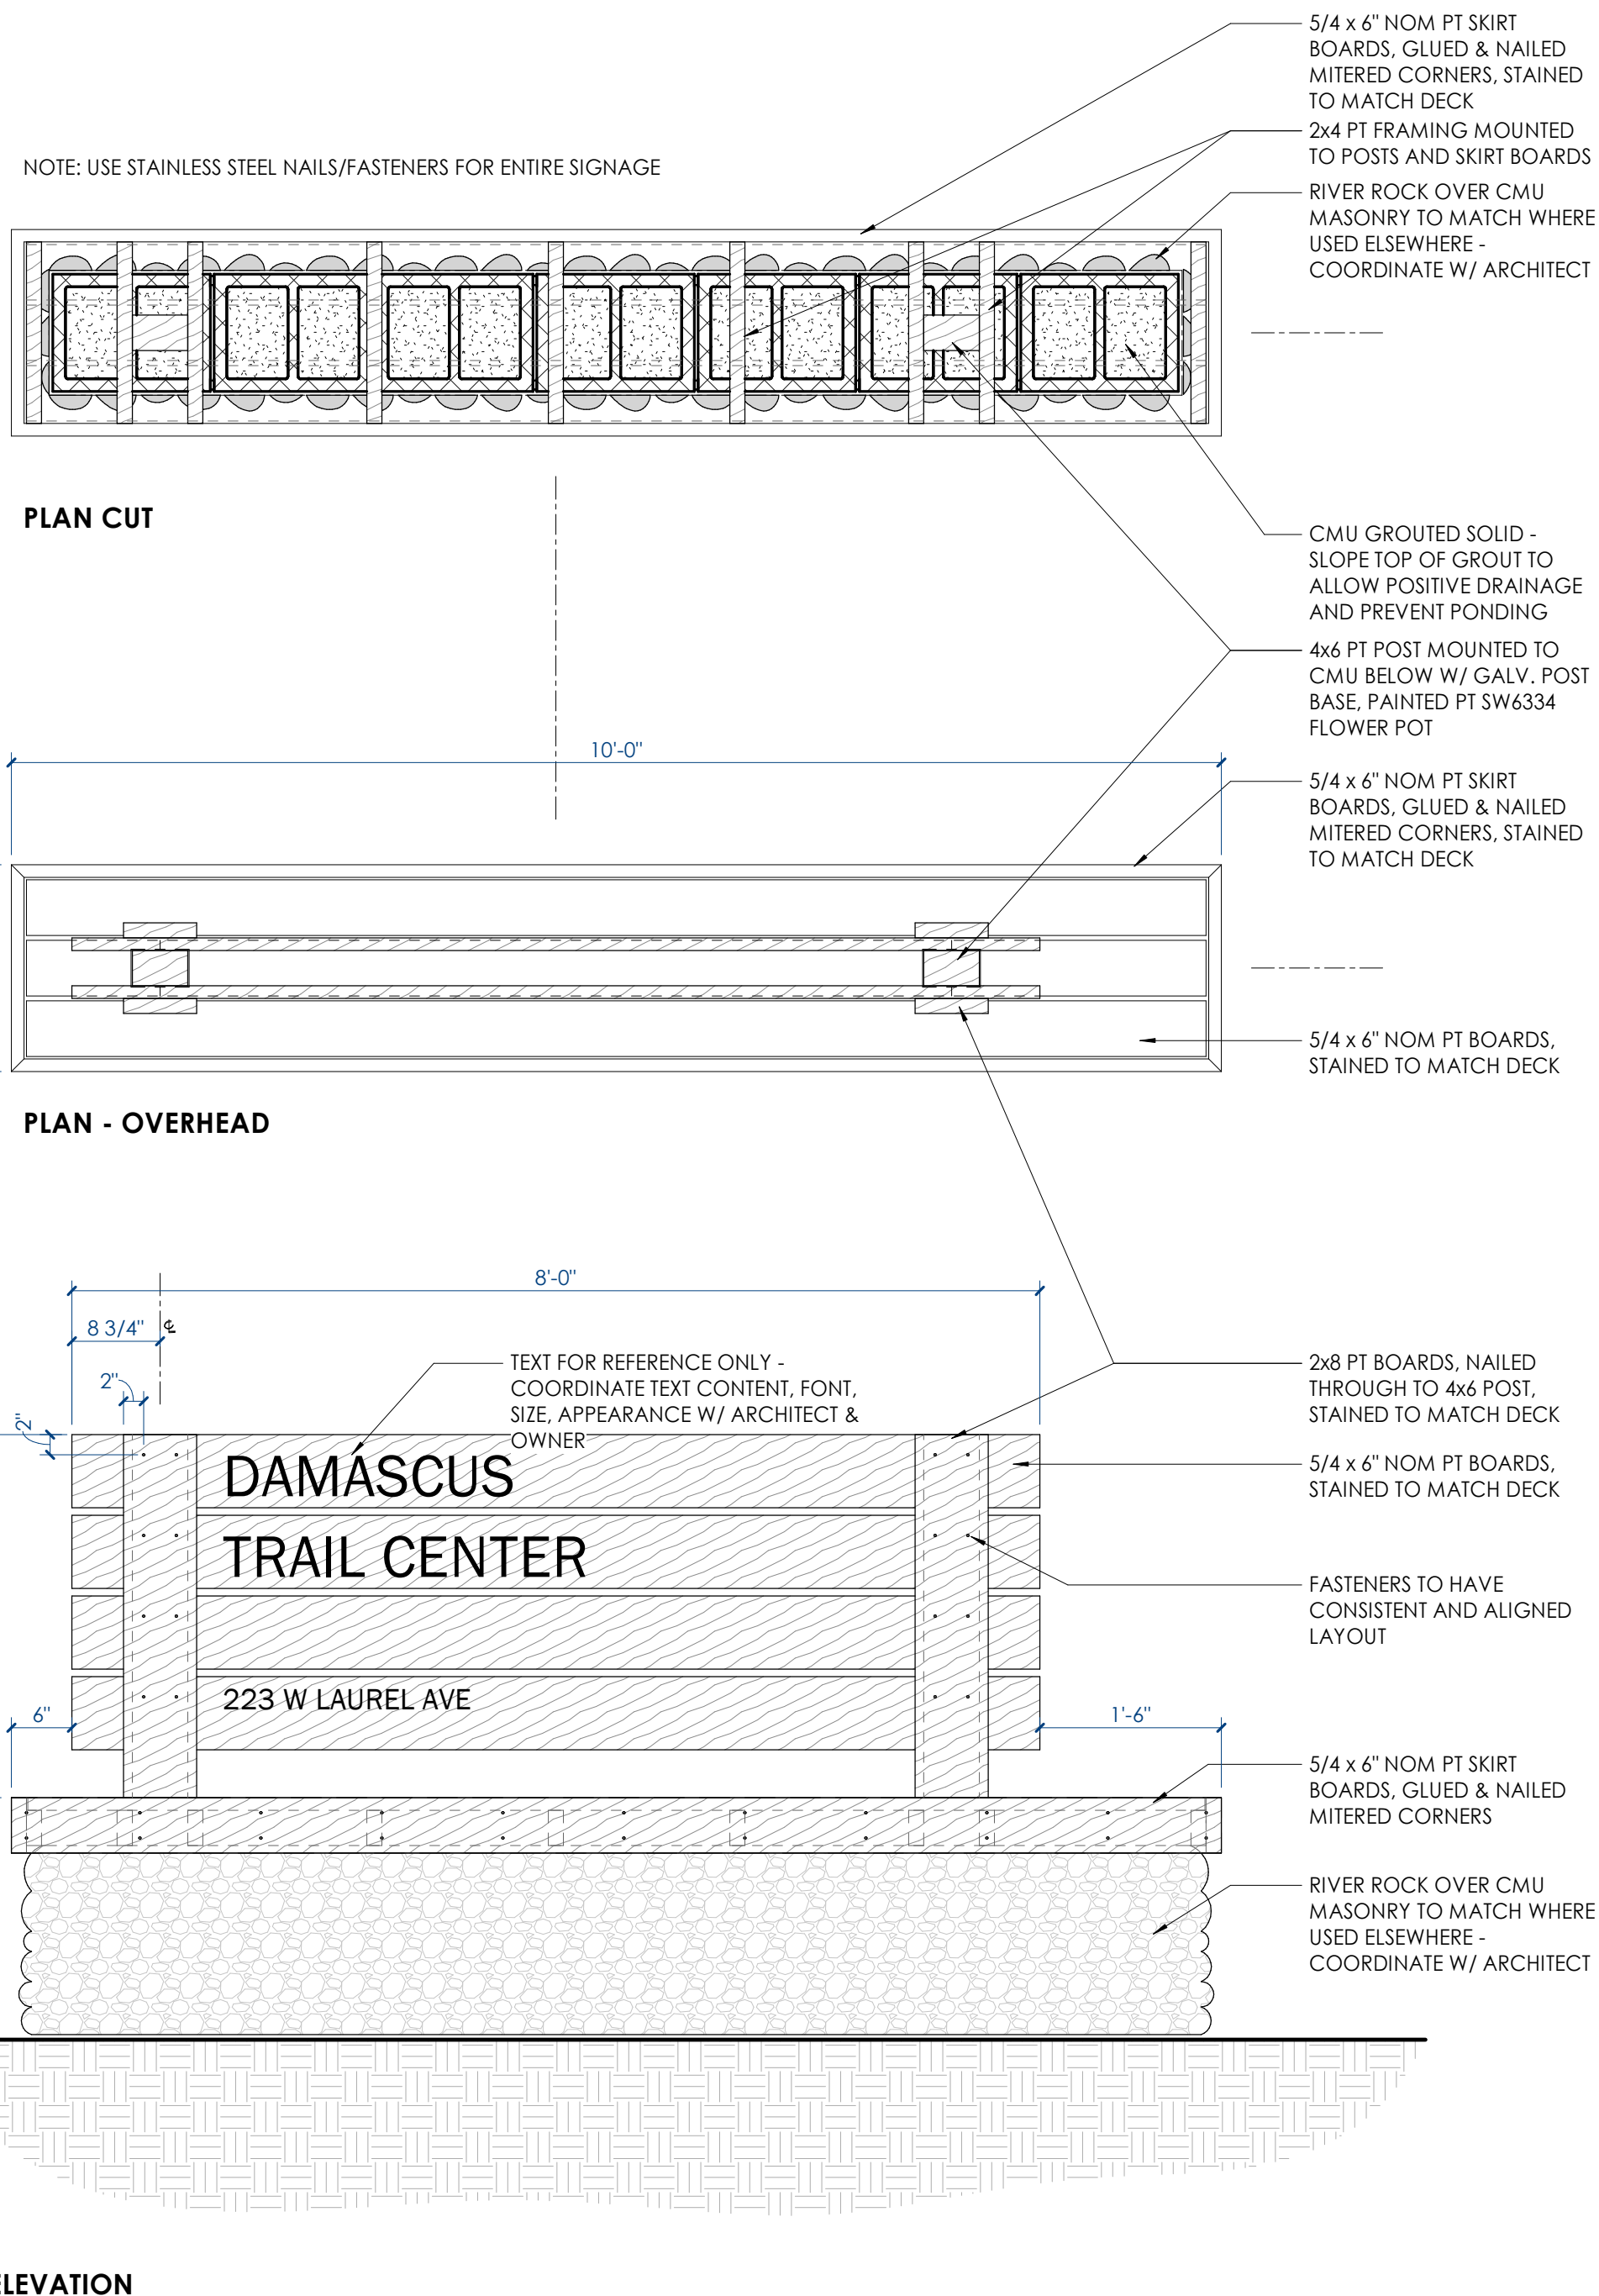 5/4 x 6" NOM PT SKIRT
BOARDS, GLUED & NAILED
MITERED CORNERS, STAINED
TO MATCH DECK
2x4 PT FRAMING MOUNTED
TO POSTS AND SKIRT BOARDS
NOTE: USE STAINLESS STEEL NAILS/FASTENERS FOR ENTIRE SIGNAGE
RIVER ROCK OVER CMU
MASONRY TO MATCH WHERE
USED ELSEWHERE -
COORDINATE W/ ARCHITECT
PLAN CUT
CMU GROUTED SOLID -
SLOPE TOP OF GROUT TO
ALLOW POSITIVE DRAINAGE
AND PREVENT PONDING
4x6 PT POST MOUNTED TO
CMU BELOW W/ GALV. POST
BASE, PAINTED PT SW6334
FLOWER POT
10'-0"
5/4 x 6" NOM PT SKIRT
BOARDS, GLUED & NAILED
MITERED CORNERS, STAINED
TO MATCH DECK
5/4 x 6" NOM PT BOARDS,
STAINED TO MATCH DECK
PLAN - OVERHEAD
8'-0"
8 3/4"
2"
2"
TEXT FOR REFERENCE ONLY -
COORDINATE TEXT CONTENT, FONT,
SIZE, APPEARANCE W/ ARCHITECT &
OWNER
2x8 PT BOARDS, NAILED
THROUGH TO 4x6 POST,
STAINED TO MATCH DECK
DAMASCUS
5/4 x 6" NOM PT BOARDS,
STAINED TO MATCH DECK
TRAIL CENTER
FASTENERS TO HAVE
CONSISTENT AND ALIGNED
LAYOUT
223 W LAUREL AVE
6"
1'-6"
5/4 x 6" NOM PT SKIRT
BOARDS, GLUED & NAILED
MITERED CORNERS
RIVER ROCK OVER CMU
MASONRY TO MATCH WHERE
USED ELSEWHERE -
COORDINATE W/ ARCHITECT
ELEVATION